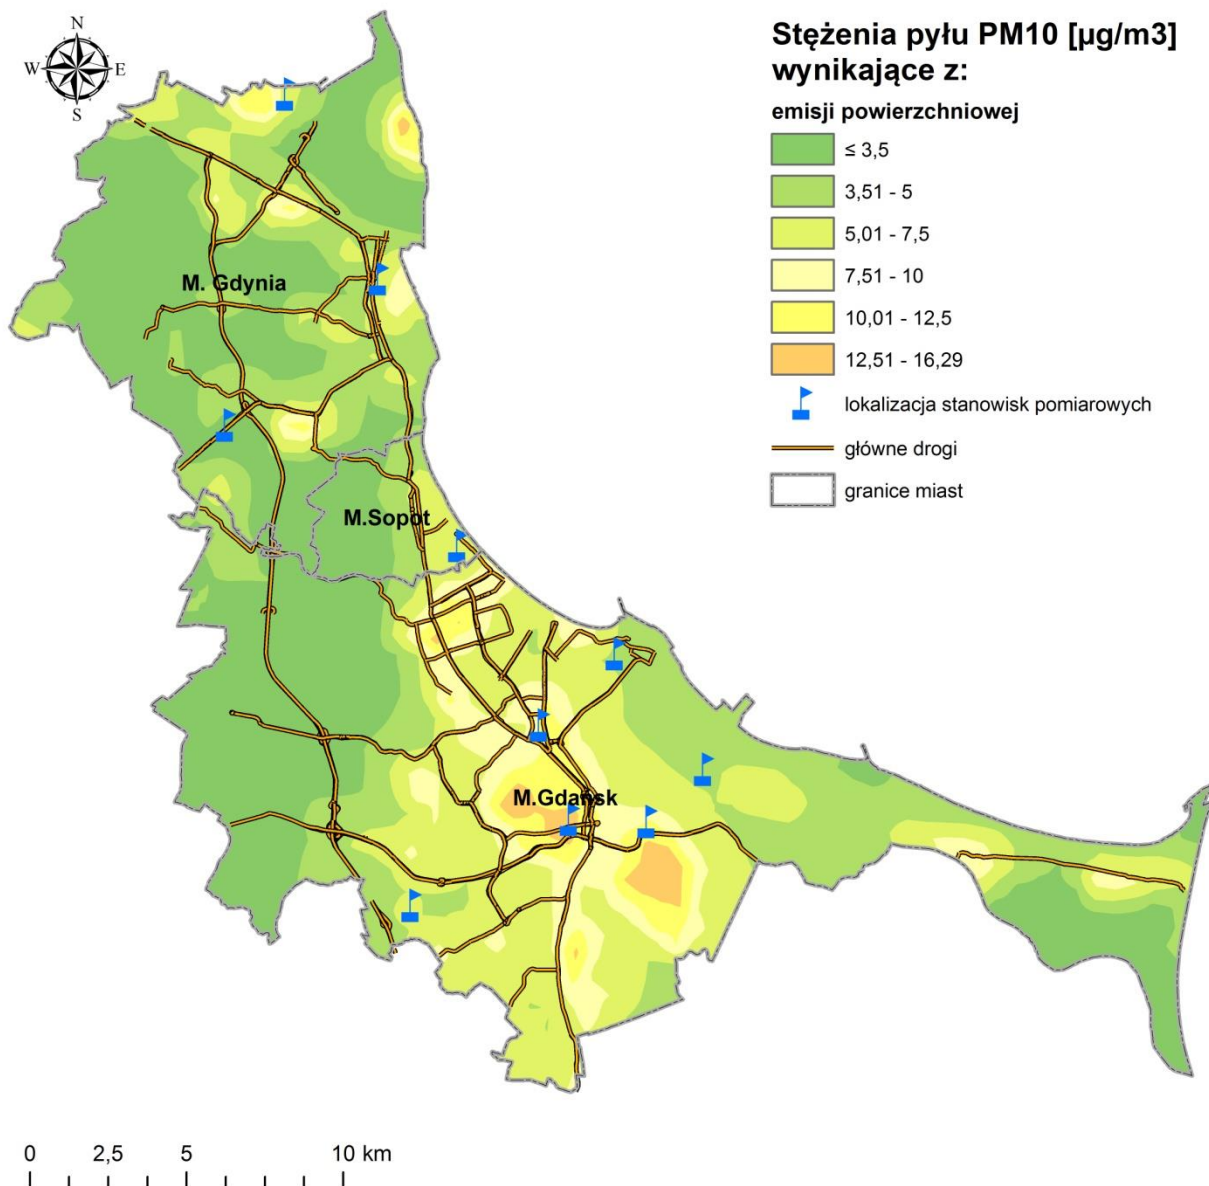 N
W E
S
Stężenia pyłu PM10 [µg/m3]
wynikające z:
emisji powierzchniowej
≤ 3,5
3,51 - 5
5,01 - 7,5
7,51 - 10
10,01 - 12,5
12,51 - 16,29
lokalizacja stanowisk pomiarowych
główne drogi
granice miast
M. Gdynia
M.Sopot
M.Gdańsk
0 2,5 5 10 km